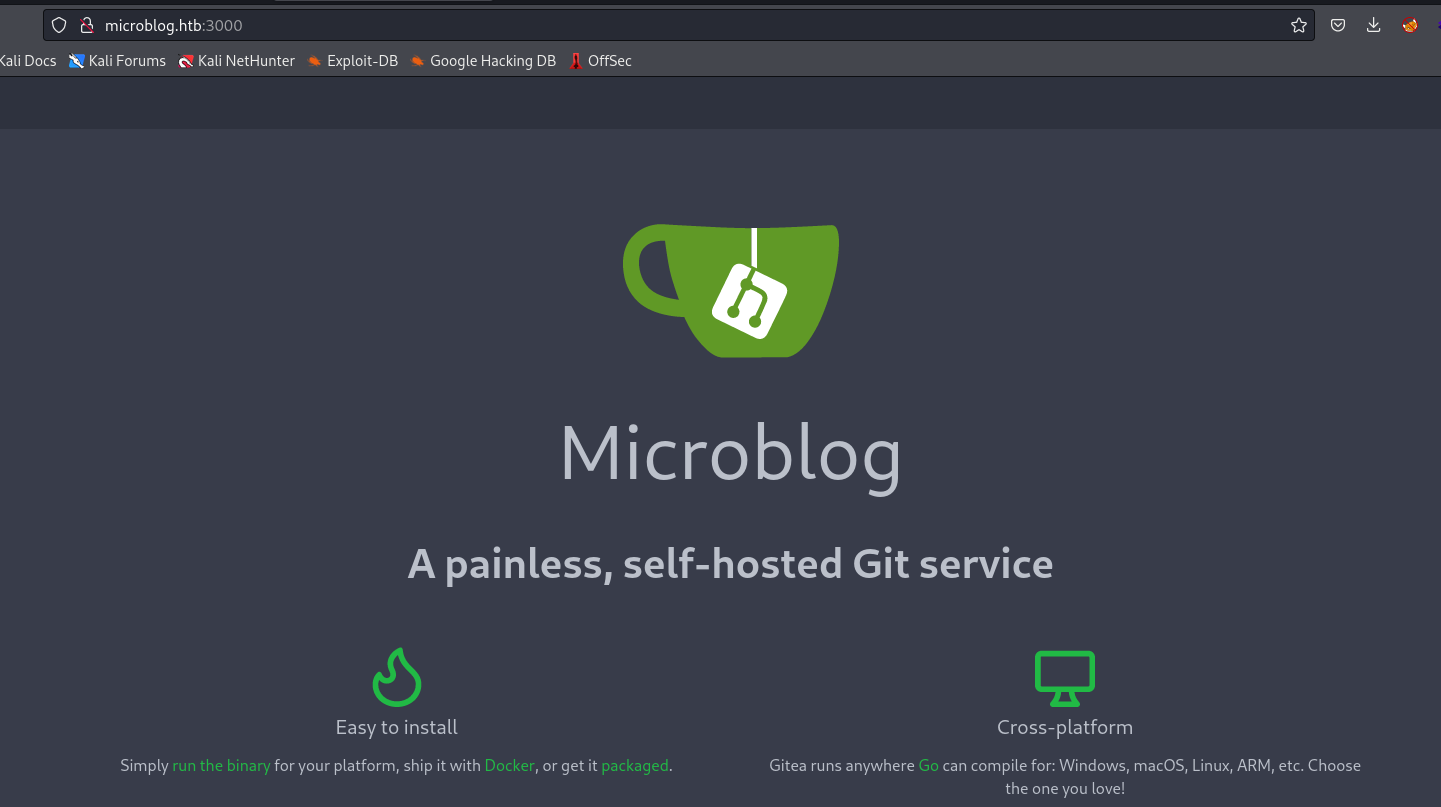 microblog.htb:3000
Kali Docs Kali Forums Kali NetHunter Exploit-DB Google Hacking DB OffSec
Microblog
A painless, self-hosted Git service
Easy to install
Simply run the binary for your platform, ship it with Docker, or get it packaged.
Cross-platform
Gitea runs anywhere Go can compile for: Windows, macOS, Linux, ARM, etc. Choose
the one you love!